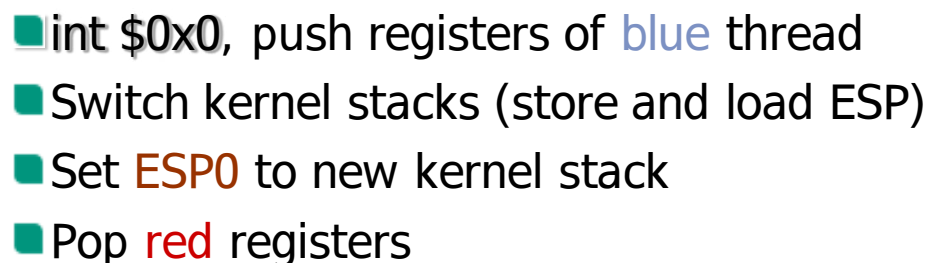 int $0x0, push registers of blue thread
Switch kernel stacks (store and load ESP)
Set ESP0 to new kernel stack
Pop red registers